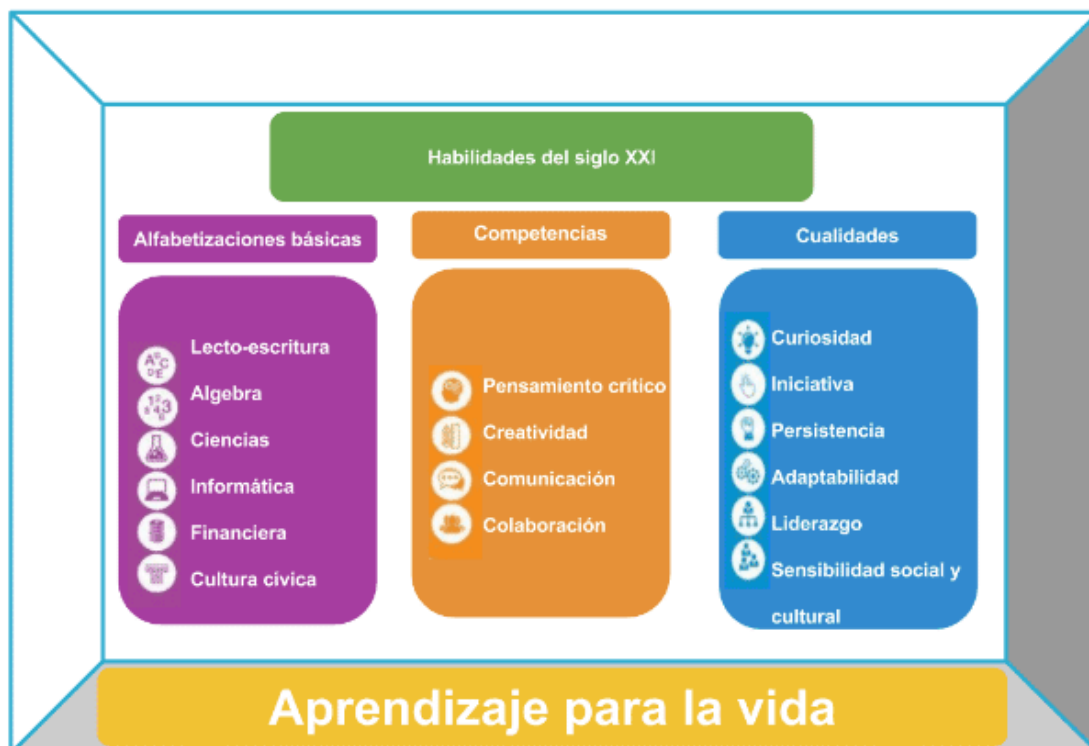 Habilidades del siglo XXI
Alfabetizaciones básicas
Lecto-escritura
Algebra
Ciencias
Informática
Financiera
Cultura cívica
Competencias
Pensamiento critico
Creatividad
Comunicación
Colaboración
Cualidades
Curiosidad
Iniciativa
Persistencia
Adaptabilidad
Liderazgo
Sensibilidad social y
cultural
Aprendizaje para la vida